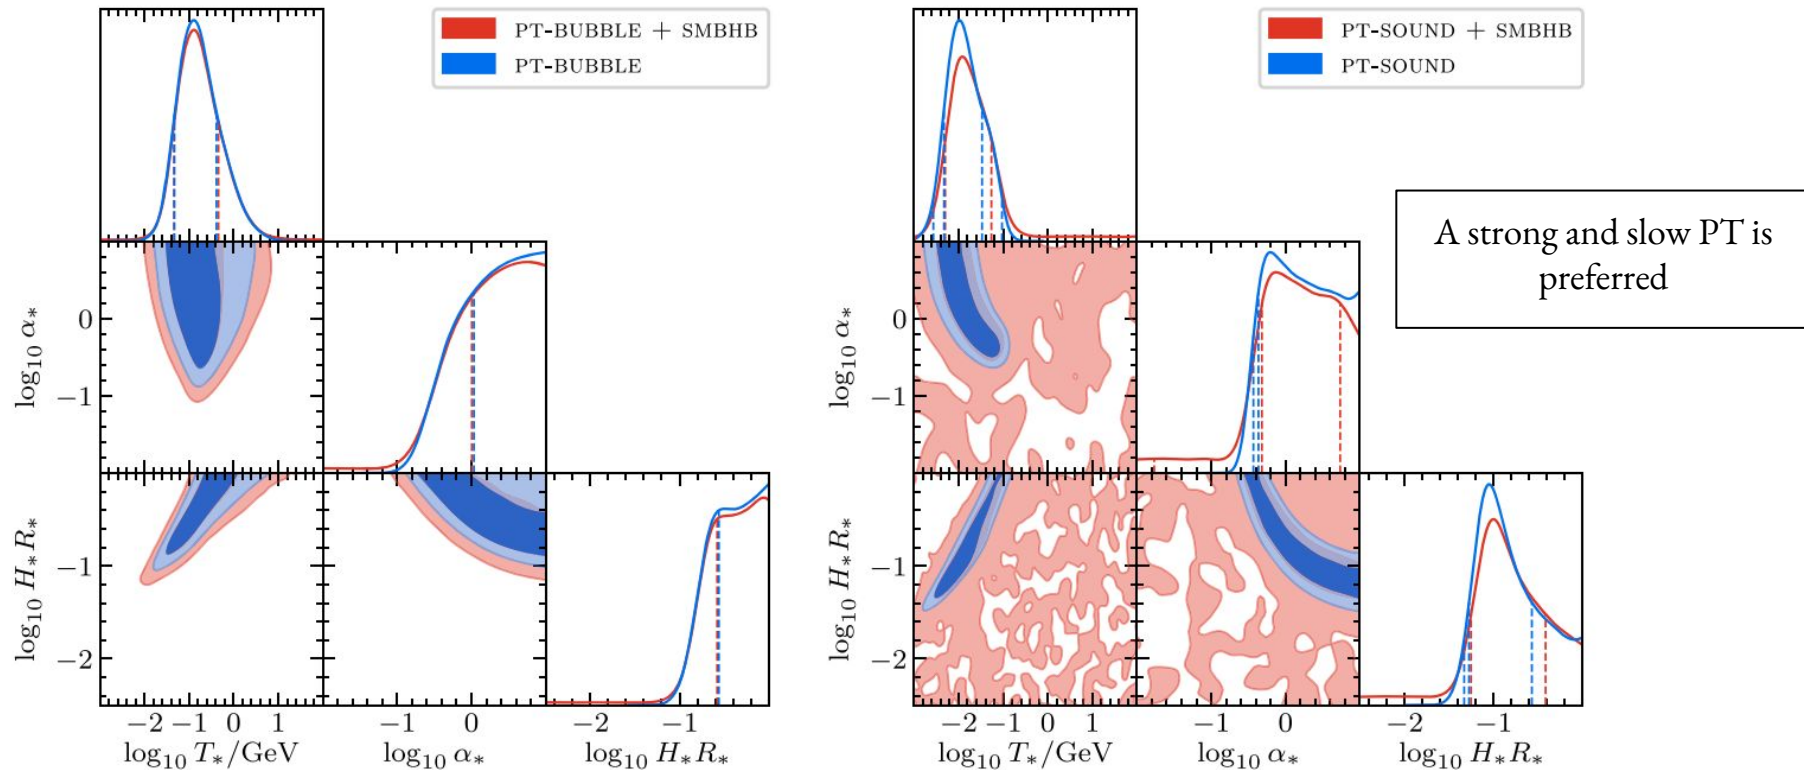 PT-BUBBLE + SMBHB
PT-BUBBLE
log₁₀ α∗
0
−1
log₁₀ H∗R∗
−1
−2
−2 −1 0 1
log₁₀ T∗/GeV
−1 0
log₁₀ α∗
−2 −1
log₁₀ H∗R∗
PT-SOUND + SMBHB
PT-SOUND
log₁₀ α∗
0
−1
log₁₀ H∗R∗
−1
−2
−2 −1 0 1
log₁₀ T∗/GeV
−1 0
log₁₀ α∗
−2 −1
log₁₀ H∗R∗
A strong and slow PT is
preferred